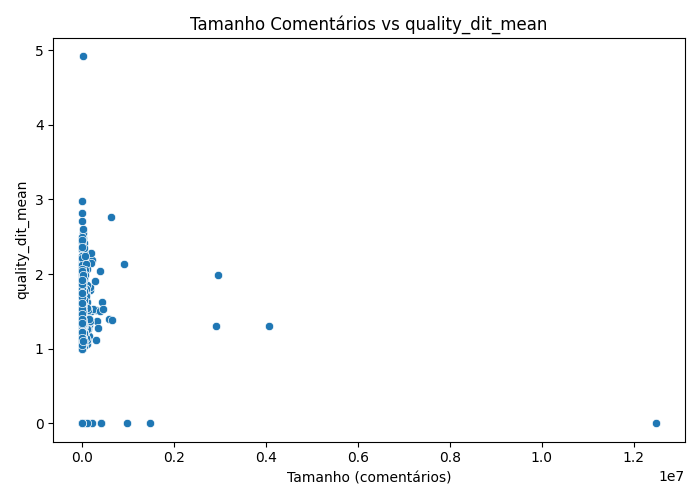 Tamanho Comentários vs quality_dit_mean
quality_dit_mean
5
4
3
2
1
0
0.0 0.2 0.4 0.6 0.8 1.0 1.2
1e7
Tamanho (comentários)